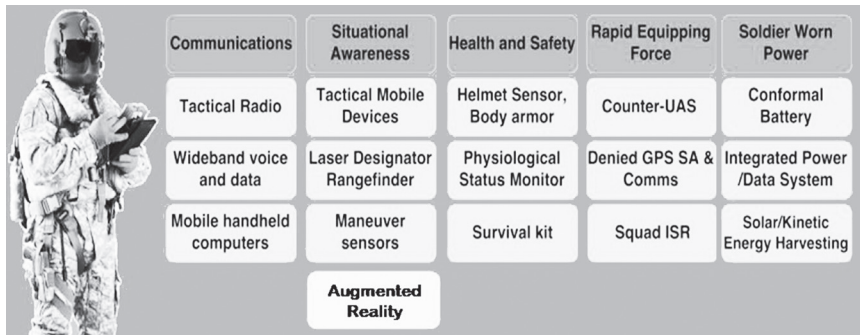 Communications
Situational
Awareness
Health and Safety
Rapid Equipping
Force
Soldier Worn
Power
Tactical Radio
Tactical Mobile
Devices
Helmet Sensor,
Body armor
Counter-UAS
Conformal
Battery
Wideband voice
and data
Laser Designator
Rangefinder
Physiological
Status Monitor
Denied GPS SA &
Comms
Integrated Power
/Data System
Mobile handheld
computers
Maneuver
sensors
Survival kit
Squad ISR
Solar/Kinetic
Energy Harvesting
Augmented
Reality